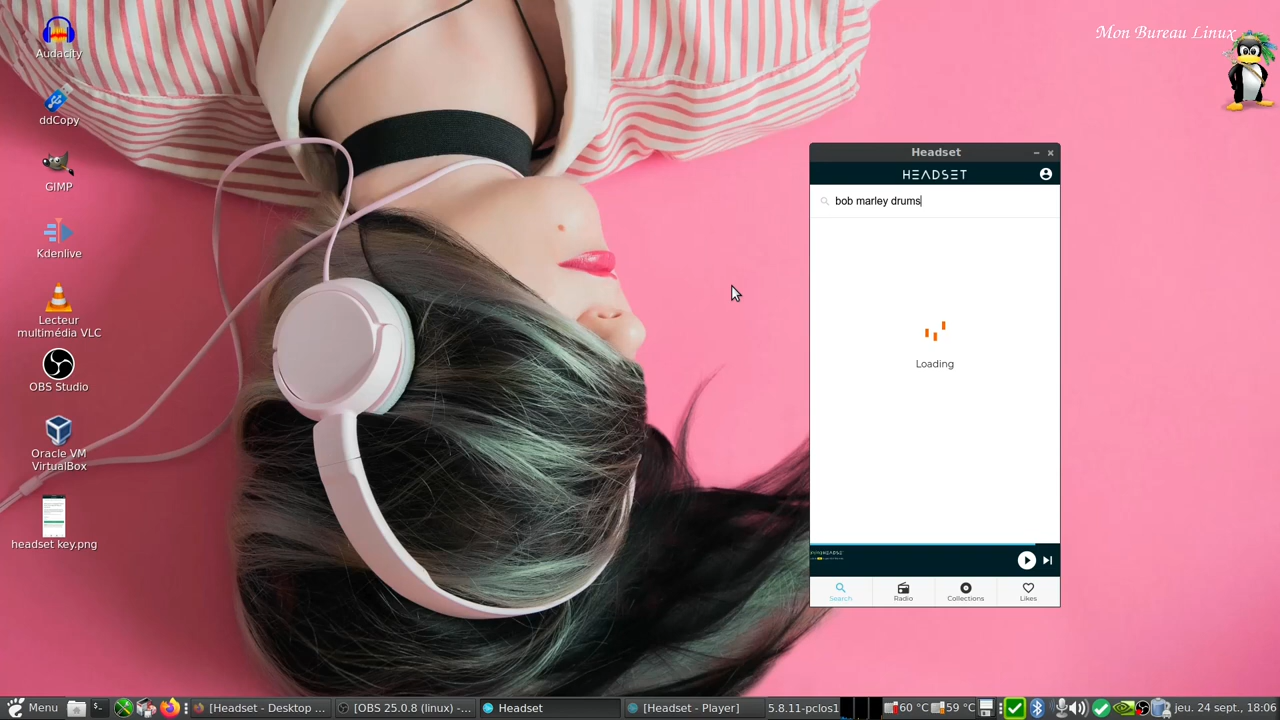 Audacity
ddCopy
GIMP
Kdenlive
Lecteur
multimédia VLC
OBS Studio
Oracle VM
VirtualBox
headset key.png
Mon Bureau Linux
Headset
HEADSET
bob marley drums
Loading
Search
Radio
Collections
Likes
Menu
[Headset - Desktop ...
[OBS 25.0.8 (linux) -...
Headset
[Headset - Player]
5.8.11-pclos1
60 °C
59 °C
jeu. 24 sept., 18:06